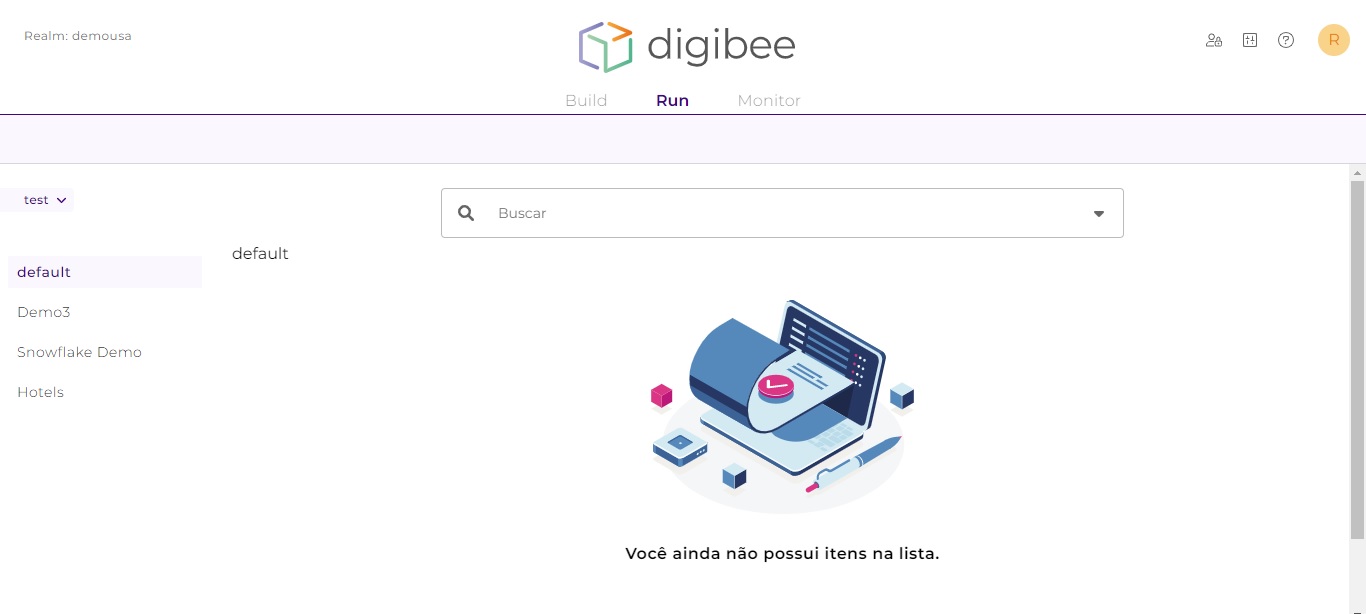 Realm: demousa
digibee
R
Build Run Monitor
test
Buscar
default
default
Demo3
Snowflake Demo
Hotels
Você ainda não possui itens na lista.